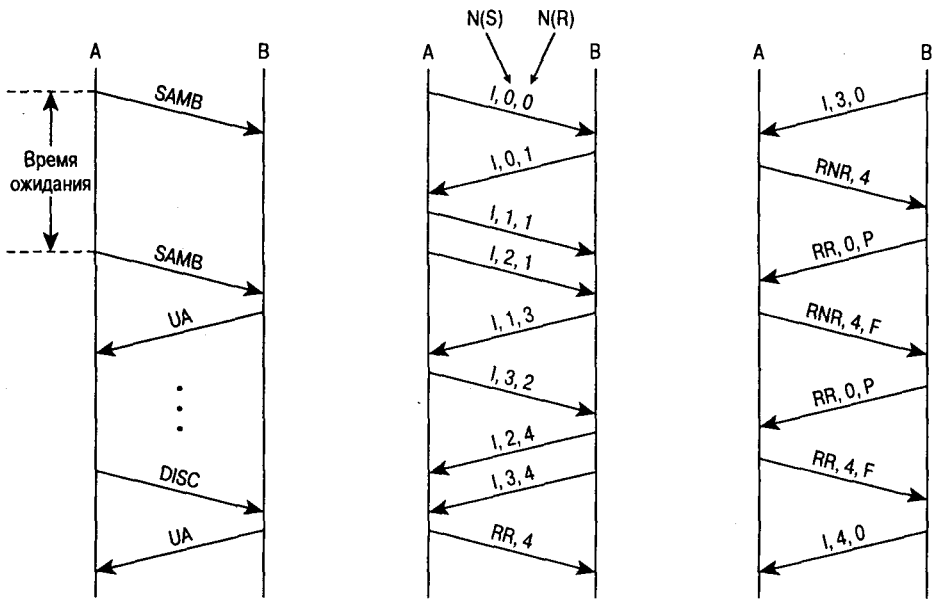 A
B
SAMB
Время
ожидания
SAMB
UA
DISC
UA
N(S)
N(R)
A
B
I, 0, 0
I, 0, 1
I, 1, 1
I, 2, 1
I, 1, 3
I, 3, 2
I, 2, 4
I, 3, 4
RR, 4
A
B
I, 3, 0
RNR, 4
RR, 0, P
RNR, 4, F
RR, 0, P
RR, 4, F
I, 4, 0